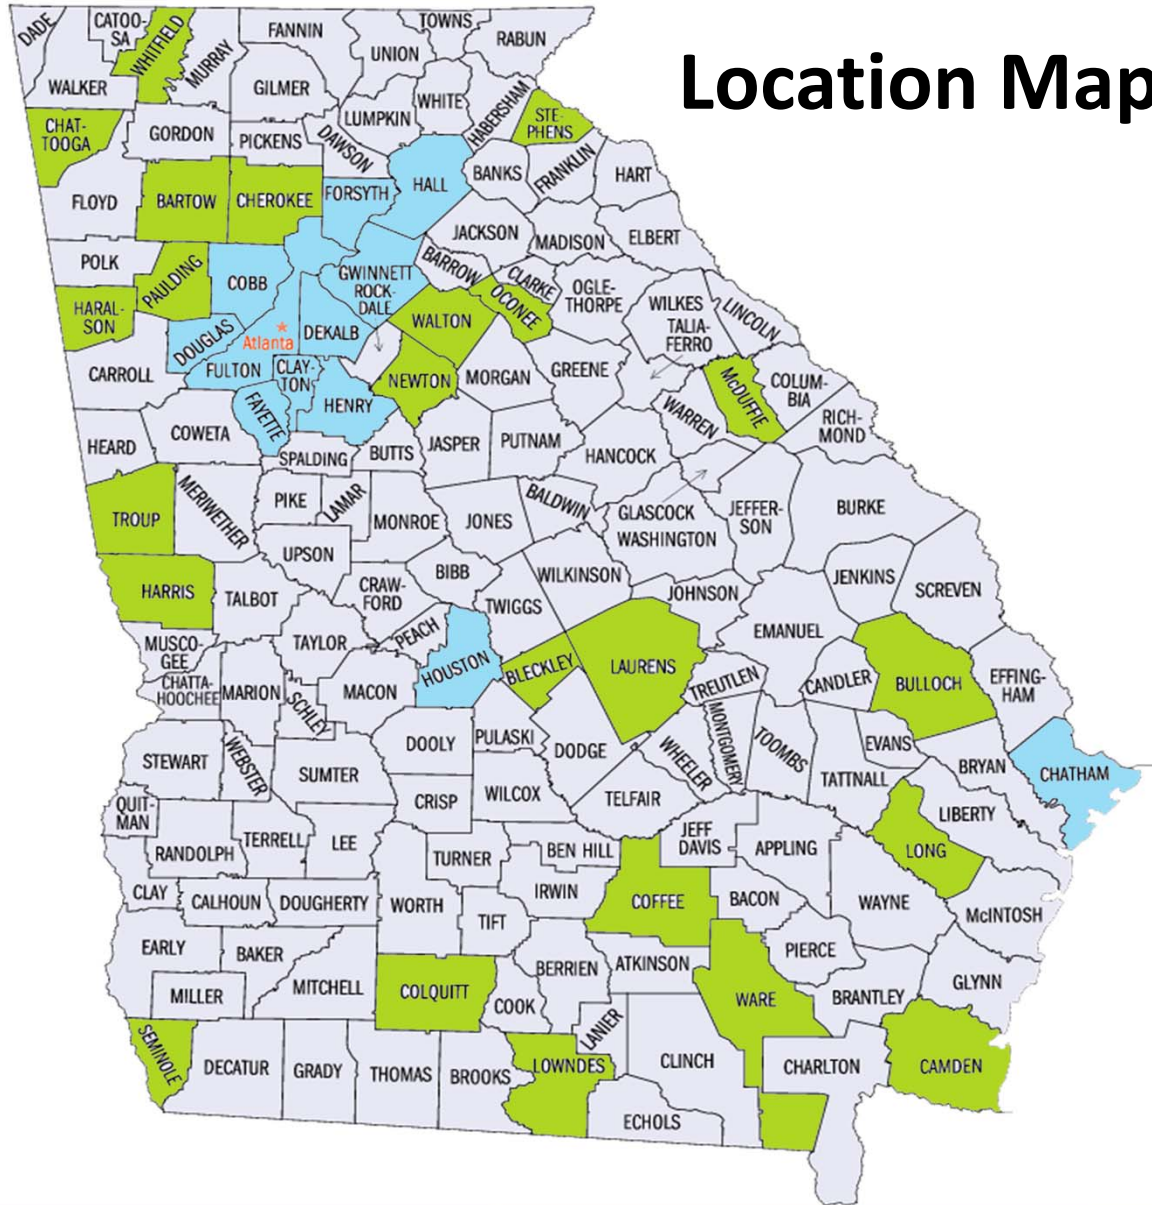 Location Map
DADE
CATOO-
SA
WHITFIELD
MURRAY
FANNIN
UNION
TOWNS
RABUN
WALKER
GILMER
LUMPKIN
WHITE
HABERSHAM
STE-
PHENS
CHAT-
TOOGA
GORDON
PICKENS
DAWSON
HALL
BANKS
FRANKLIN
HART
FLOYD
BARTOW
CHEROKEE
FORSYTH
JACKSON
MADISON
ELBERT
POLK
PAULDING
COBB
GWINNETT
ROCK-
DALE
BARROW
CLARKE
OCONEE
OGLE-
THORPE
WILKES
LINCOLN
TALIA-
FERRO
HARAL-
SON
DOUGLAS
Atlanta
DEKALB
WALTON
CARROLL
FULTON
CLAY-
TON
HENRY
NEWTON
MORGAN
GREENE
McDUFFIE
COLUM-
BIA
WARREN
RICH-
MOND
HEARD
COWETA
FAYETTE
SPALDING
BUTTS
JASPER
PUTNAM
HANCOCK
TROUP
MERIWETHER
PIKE
LAMAR
MONROE
JONES
BALDWIN
GLASCOCK
WASHINGTON
JEFFER-
SON
BURKE
UPSON
HARRIS
TALBOT
CRAW-
FORD
BIBB
TWIGGS
WILKINSON
JOHNSON
JENKINS
SCREVEN
MUSCO-
GEE
TAYLOR
PEACH
EMANUEL
CHATTA-
HOOCHEE
MARION
SCHLEY
MACON
HOUSTON
BLECKLEY
LAURENS
TREUTLEN
CANDLER
BULLOCH
EFFING-
HAM
STEWART
WEBSTER
SUMTER
DOOLY
PULASKI
DODGE
WHEELER
MONTGOMERY
TOOMBS
EVANS
TATTNALL
BRYAN
CHATHAM
QUIT-
MAN
CRISP
WILCOX
TELFAIR
LIBERTY
RANDOLPH
TERRELL
LEE
TURNER
BEN HILL
JEFF
DAVIS
APPLING
LONG
CLAY
CALHOUN
DOUGHERTY
WORTH
TIFT
IRWIN
COFFEE
BACON
WAYNE
McINTOSH
EARLY
BAKER
MITCHELL
COLQUITT
COOK
BERRIEN
ATKINSON
PIERCE
WARE
BRANTLEY
GLYNN
MILLER
SEMINOLE
DECATUR
GRADY
THOMAS
BROOKS
LOWNDES
LANIER
CLINCH
CHARLTON
CAMDEN
ECHOLS